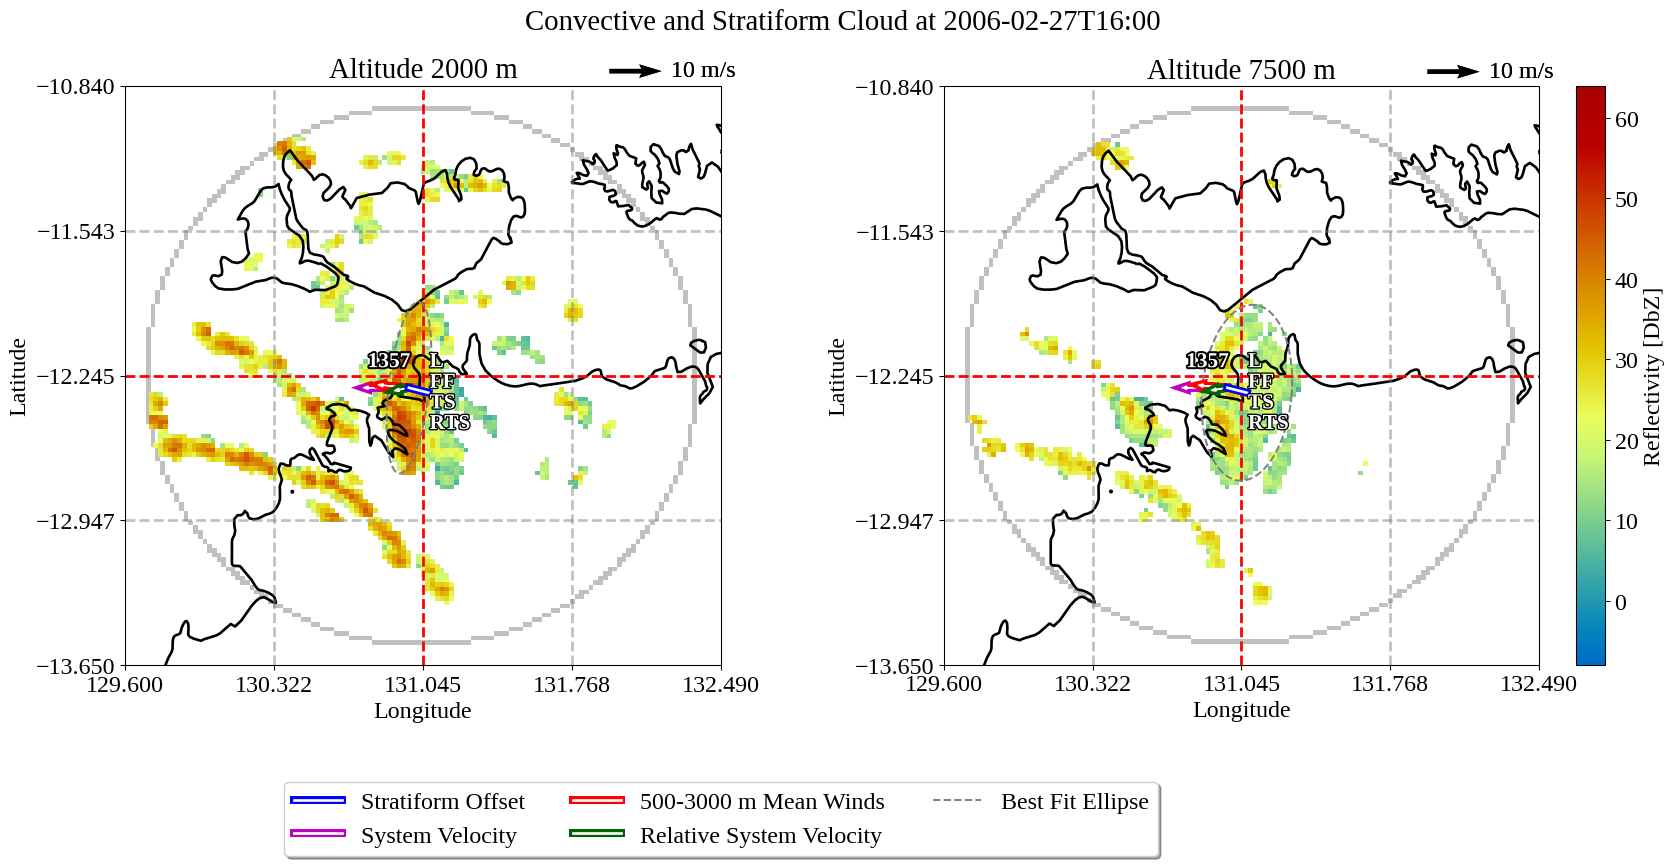 Convective and Stratiform Cloud at 2006-02-27T16:00
Altitude 2000 m
10 m/s
−10.840
−11.543
−12.245
−12.947
−13.650
129.600
130.322
131.045
131.768
132.490
Latitude
Longitude
1357
L
FF
TS
RTS
Altitude 7500 m
10 m/s
−10.840
−11.543
−12.245
−12.947
−13.650
129.600
130.322
131.045
131.768
132.490
Latitude
Longitude
1357
L
FF
TS
RTS
60
50
40
30
20
10
0
Reflectivity [DbZ]
Stratiform Offset
System Velocity
500-3000 m Mean Winds
Relative System Velocity
Best Fit Ellipse